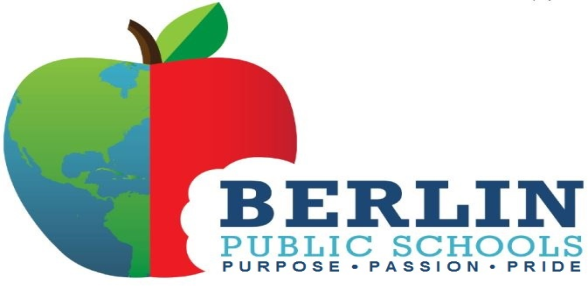 BERLIN
PUBLIC SCHOOLS
PURPOSE • PASSION • PRIDE